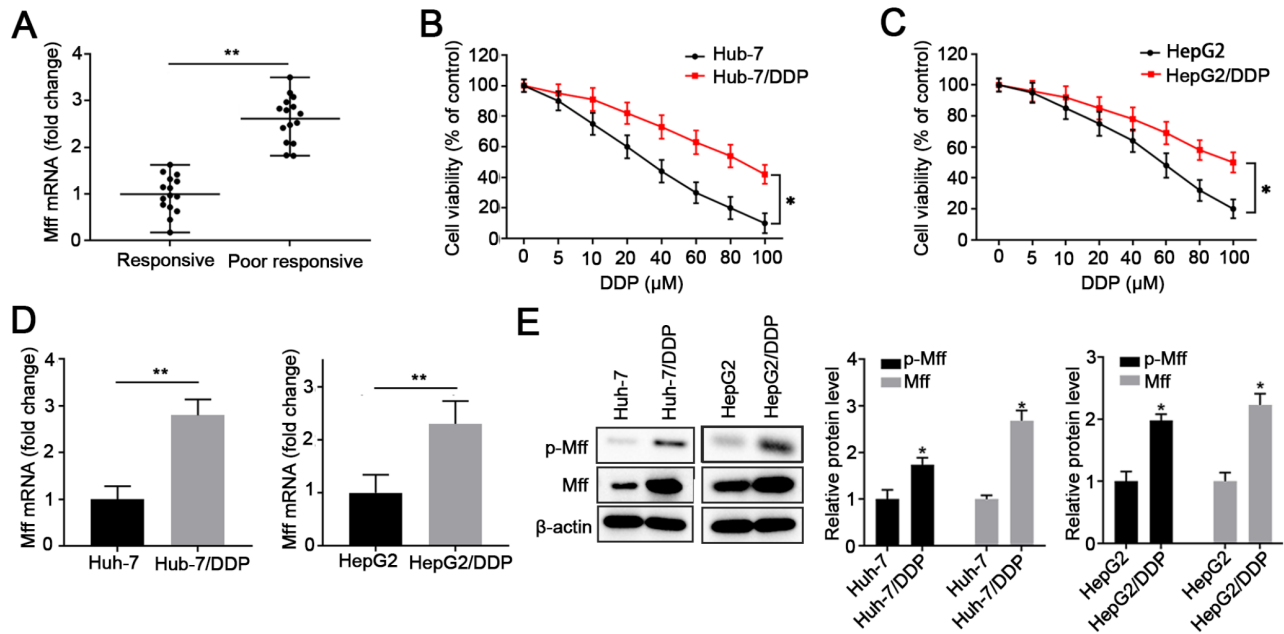 A
Mff mRNA (fold change)
4
3
2
1
0
**
Responsive
Poor responsive
B
Cell viability (% of control)
120
100
80
60
40
20
0
Hub-7
Hub-7/DDP
*
0 5 10 20 40 60 80 100
DDP (μM)
C
Cell viability (% of control)
120
100
80
60
40
20
0
HepG2
HepG2/DDP
*
0 5 10 20 40 60 80 100
DDP (μM)
D
Mff mRNA (fold change)
4
3
2
1
0
**
Huh-7
Hub-7/DDP
Mff mRNA (fold change)
3
2
1
0
**
HepG2
HepG2/DDP
E
Huh-7
Huh-7/DDP
HepG2
HepG2/DDP
p-Mff
Mff
β-actin
Relative protein level
4
3
2
1
0
p-Mff
Mff
*
*
Huh-7
Huh-7/DDP
Huh-7
Huh-7/DDP
Relative protein level
3
2
1
0
p-Mff
Mff
*
*
HepG2
HepG2/DDP
HepG2
HepG2/DDP